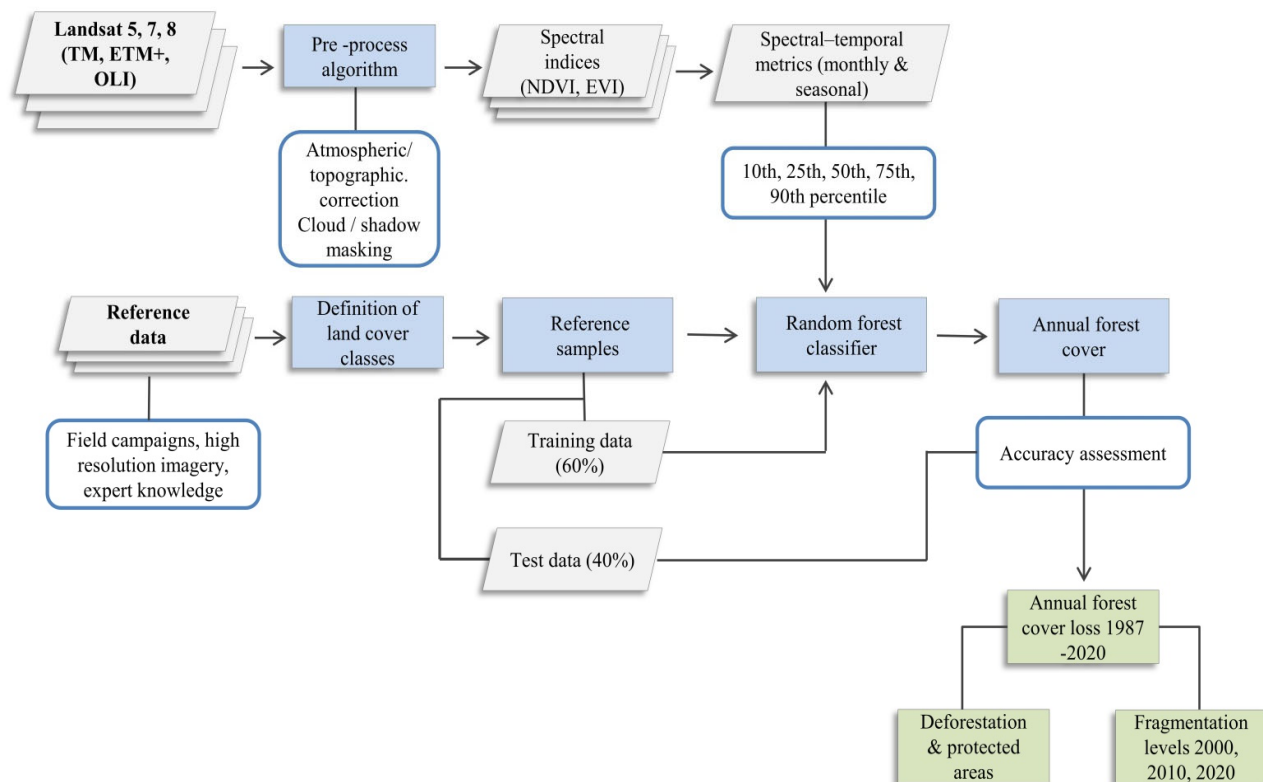 Landsat 5, 7, 8
(TM, ETM+,
OLI)
Pre -process
algorithm
Spectral
indices
(NDVI, EVI)
Spectral–temporal
metrics (monthly &
seasonal)
Atmospheric/
topographic.
correction
Cloud / shadow
masking
10th, 25th, 50th, 75th,
90th percentile
Reference
data
Definition of
land cover
classes
Reference
samples
Random forest
classifier
Annual forest
cover
Field campaigns, high
resolution imagery,
expert knowledge
Training data
(60%)
Accuracy assessment
Test data (40%)
Annual forest
cover loss 1987
-2020
Deforestation
& protected
areas
Fragmentation
levels 2000,
2010, 2020